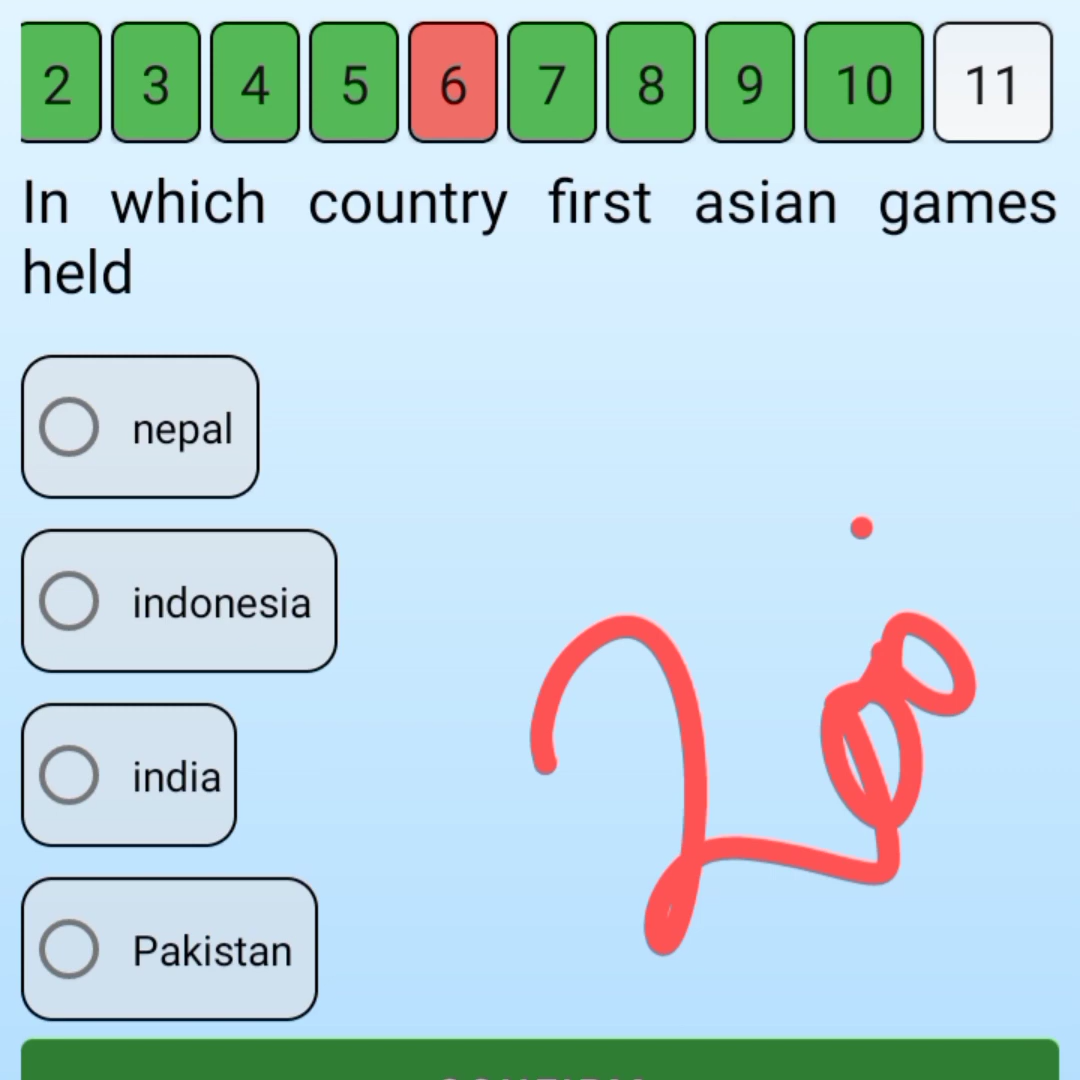 2 3 4 5 6 7 8 9 10 11
In which country first asian games
held
nepal
indonesia
india
Pakistan